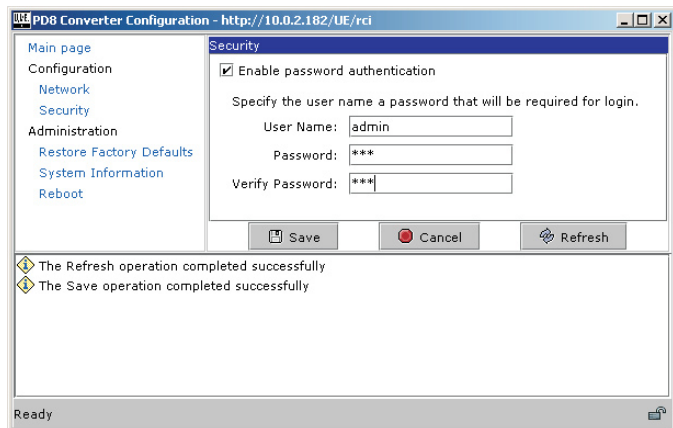 PD8 Converter Configuration - http://10.0.2.182/UE/rci
Main page
Configuration
Network
Security
Administration
Restore Factory Defaults
System Information
Reboot
Security
Enable password authentication
Specify the user name a password that will be required for login.
User Name: admin
Password: ***
Verify Password: ***
Save Cancel Refresh
The Refresh operation completed successfully
The Save operation completed successfully
Ready